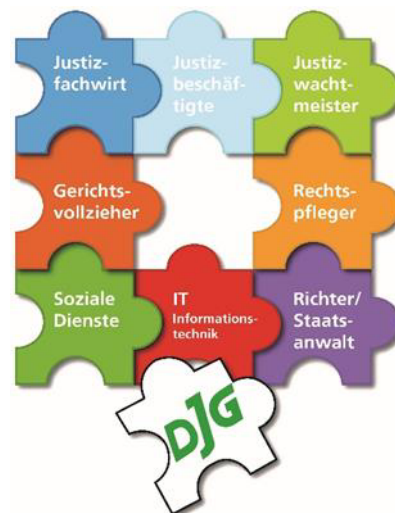 Justiz-
fachwirt
Justiz-
beschäf-
tigte
Justiz-
wacht-
meister
Gerichts-
vollzieher
Rechts-
pfleger
Soziale
Dienste
IT
Informations-
technik
Richter/
Staats-
anwalt
DJG